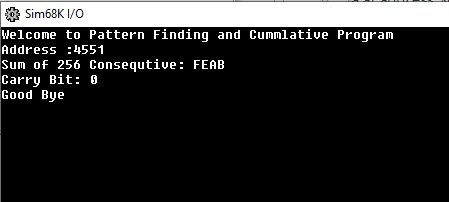 Sim68K I/O
Welcome to Pattern Finding and Cummlative Program
Address :4551
Sum of 256 Consequtive: FEAB
Carry Bit: 0
Good Bye